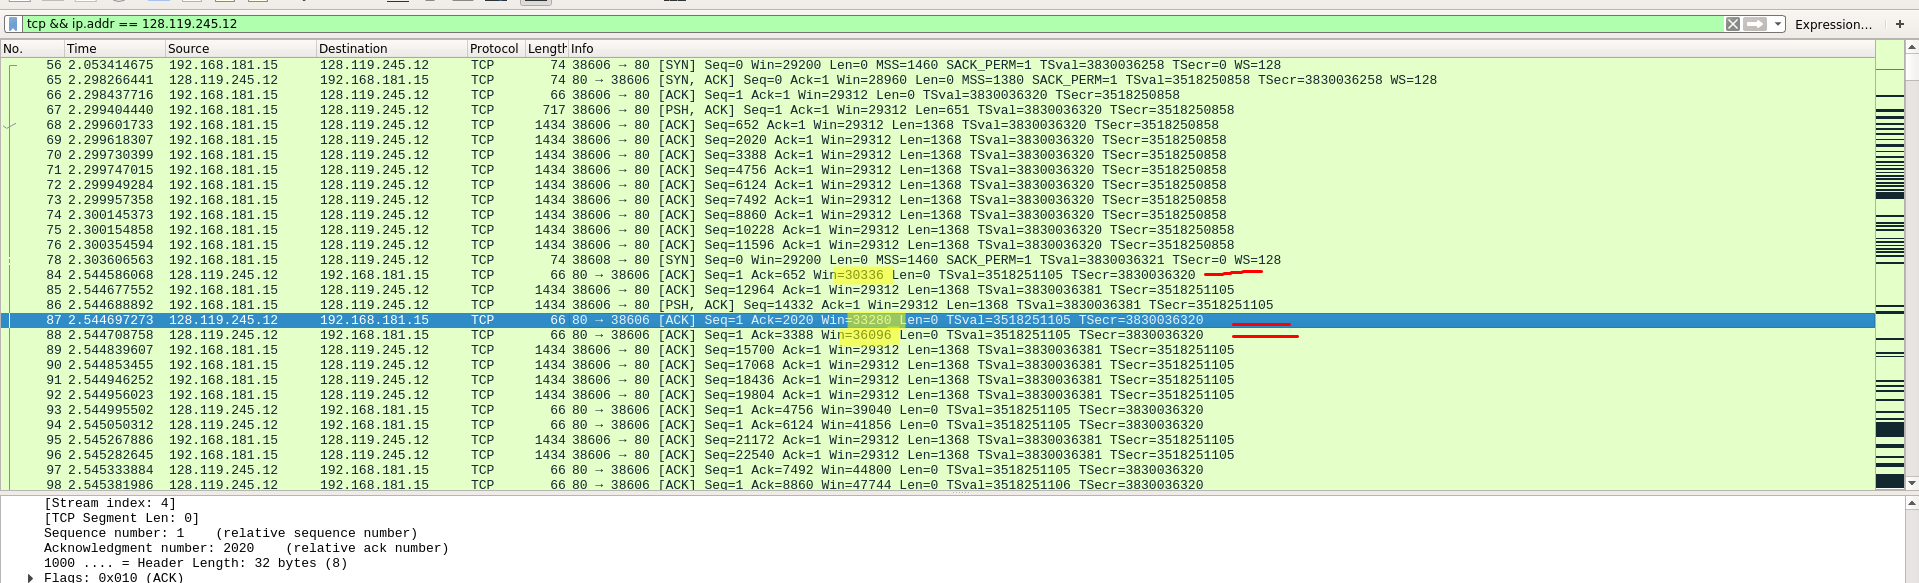 tcp && ip.addr == 128.119.245.12 Expression... +
No. Time Source Destination Protocol Length Info
56 2.053414675 192.168.181.15 128.119.245.12 TCP 74 38606 → 80 [SYN] Seq=0 Win=29200 Len=0 MSS=1460 SACK_PERM=1 TSval=3830036258 TSecr=0 WS=128
65 2.298266441 128.119.245.12 192.168.181.15 TCP 74 80 → 38606 [SYN, ACK] Seq=0 Ack=1 Win=28960 Len=0 MSS=1380 SACK_PERM=1 TSval=3518250858 TSecr=3830036258 WS=128
66 2.298437716 192.168.181.15 128.119.245.12 TCP 66 38606 → 80 [ACK] Seq=1 Ack=1 Win=29312 Len=0 TSval=3830036320 TSecr=3518250858
67 2.299404440 192.168.181.15 128.119.245.12 TCP 717 38606 → 80 [PSH, ACK] Seq=1 Ack=1 Win=29312 Len=651 TSval=3830036320 TSecr=3518250858
68 2.299601733 192.168.181.15 128.119.245.12 TCP 1434 38606 → 80 [ACK] Seq=652 Ack=1 Win=29312 Len=1368 TSval=3830036320 TSecr=3518250858
69 2.299618307 192.168.181.15 128.119.245.12 TCP 1434 38606 → 80 [ACK] Seq=2020 Ack=1 Win=29312 Len=1368 TSval=3830036320 TSecr=3518250858
70 2.299730399 192.168.181.15 128.119.245.12 TCP 1434 38606 → 80 [ACK] Seq=3388 Ack=1 Win=29312 Len=1368 TSval=3830036320 TSecr=3518250858
71 2.299747015 192.168.181.15 128.119.245.12 TCP 1434 38606 → 80 [ACK] Seq=4756 Ack=1 Win=29312 Len=1368 TSval=3830036320 TSecr=3518250858
72 2.299949284 192.168.181.15 128.119.245.12 TCP 1434 38606 → 80 [ACK] Seq=6124 Ack=1 Win=29312 Len=1368 TSval=3830036320 TSecr=3518250858
73 2.299957358 192.168.181.15 128.119.245.12 TCP 1434 38606 → 80 [ACK] Seq=7492 Ack=1 Win=29312 Len=1368 TSval=3830036320 TSecr=3518250858
74 2.300145373 192.168.181.15 128.119.245.12 TCP 1434 38606 → 80 [ACK] Seq=8860 Ack=1 Win=29312 Len=1368 TSval=3830036320 TSecr=3518250858
75 2.300154858 192.168.181.15 128.119.245.12 TCP 1434 38606 → 80 [ACK] Seq=10228 Ack=1 Win=29312 Len=1368 TSval=3830036320 TSecr=3518250858
76 2.300354594 192.168.181.15 128.119.245.12 TCP 1434 38606 → 80 [ACK] Seq=11596 Ack=1 Win=29312 Len=1368 TSval=3830036320 TSecr=3518250858
78 2.303606563 192.168.181.15 128.119.245.12 TCP 74 38608 → 80 [SYN] Seq=0 Win=29200 Len=0 MSS=1460 SACK_PERM=1 TSval=3830036321 TSecr=0 WS=128
84 2.544586068 128.119.245.12 192.168.181.15 TCP 66 80 → 38606 [ACK] Seq=1 Ack=652 Win=30336 Len=0 TSval=3518251105 TSecr=3830036320
85 2.544677552 192.168.181.15 128.119.245.12 TCP 1434 38606 → 80 [ACK] Seq=12964 Ack=1 Win=29312 Len=1368 TSval=3830036381 TSecr=3518251105
86 2.544688892 192.168.181.15 128.119.245.12 TCP 1434 38606 → 80 [PSH, ACK] Seq=14332 Ack=1 Win=29312 Len=1368 TSval=3830036381 TSecr=3518251105
87 2.544697273 128.119.245.12 192.168.181.15 TCP 66 80 → 38606 [ACK] Seq=1 Ack=2020 Win=33280 Len=0 TSval=3518251105 TSecr=3830036320
88 2.544708758 128.119.245.12 192.168.181.15 TCP 66 80 → 38606 [ACK] Seq=1 Ack=3388 Win=36096 Len=0 TSval=3518251105 TSecr=3830036320
89 2.544839607 192.168.181.15 128.119.245.12 TCP 1434 38606 → 80 [ACK] Seq=15700 Ack=1 Win=29312 Len=1368 TSval=3830036381 TSecr=3518251105
90 2.544853455 192.168.181.15 128.119.245.12 TCP 1434 38606 → 80 [ACK] Seq=17068 Ack=1 Win=29312 Len=1368 TSval=3830036381 TSecr=3518251105
91 2.544946252 192.168.181.15 128.119.245.12 TCP 1434 38606 → 80 [ACK] Seq=18436 Ack=1 Win=29312 Len=1368 TSval=3830036381 TSecr=3518251105
92 2.544956023 192.168.181.15 128.119.245.12 TCP 1434 38606 → 80 [ACK] Seq=19804 Ack=1 Win=29312 Len=1368 TSval=3830036381 TSecr=3518251105
93 2.544995502 128.119.245.12 192.168.181.15 TCP 66 80 → 38606 [ACK] Seq=1 Ack=4756 Win=39040 Len=0 TSval=3518251105 TSecr=3830036320
94 2.545050312 128.119.245.12 192.168.181.15 TCP 66 80 → 38606 [ACK] Seq=1 Ack=6124 Win=41856 Len=0 TSval=3518251105 TSecr=3830036320
95 2.545267886 192.168.181.15 128.119.245.12 TCP 1434 38606 → 80 [ACK] Seq=21172 Ack=1 Win=29312 Len=1368 TSval=3830036381 TSecr=3518251105
96 2.545282645 192.168.181.15 128.119.245.12 TCP 1434 38606 → 80 [ACK] Seq=22540 Ack=1 Win=29312 Len=1368 TSval=3830036381 TSecr=3518251105
97 2.545333884 128.119.245.12 192.168.181.15 TCP 66 80 → 38606 [ACK] Seq=1 Ack=7492 Win=44800 Len=0 TSval=3518251105 TSecr=3830036320
98 2.545381986 128.119.245.12 192.168.181.15 TCP 66 80 → 38606 [ACK] Seq=1 Ack=8860 Win=47744 Len=0 TSval=3518251106 TSecr=3830036320
[Stream index: 4]
[TCP Segment Len: 0]
Sequence number: 1 (relative sequence number)
Acknowledgment number: 2020 (relative ack number)
1000 .... = Header Length: 32 bytes (8)
Flags: 0x010 (ACK)